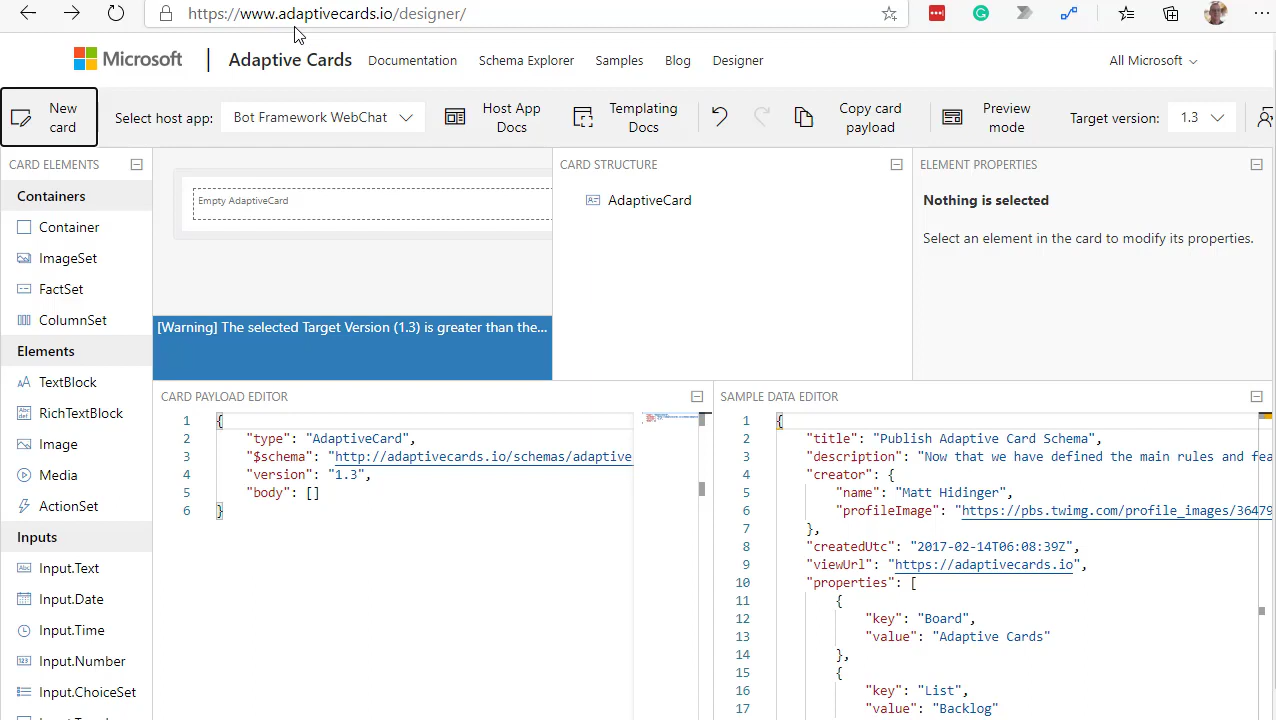 https://www.adaptivecards.io/designer/
Microsoft
Adaptive Cards
Documentation
Schema Explorer
Samples
Blog
Designer
All Microsoft
New card
Select host app:
Bot Framework WebChat
Host App Docs
Templating Docs
Copy card payload
Preview mode
Target version:
1.3
CARD ELEMENTS
Containers
Container
ImageSet
FactSet
ColumnSet
Elements
TextBlock
RichTextBlock
Image
Media
ActionSet
Inputs
Input.Text
Input.Date
Input.Time
Input.Number
Input.ChoiceSet
Empty AdaptiveCard
[Warning] The selected Target Version (1.3) is greater than the...
CARD STRUCTURE
AdaptiveCard
ELEMENT PROPERTIES
Nothing is selected
Select an element in the card to modify its properties.
CARD PAYLOAD EDITOR
1 {
2 "type": "AdaptiveCard",
3 "$schema": "http://adaptivecards.io/schemas/adaptive
4 "version": "1.3",
5 "body": []
6 }
SAMPLE DATA EDITOR
1 {
2 "title": "Publish Adaptive Card Schema",
3 "description": "Now that we have defined the main rules and fea
4 "creator": {
5 "name": "Matt Hidinger",
6 "profileImage": "https://pbs.twimg.com/profile_images/36479
7 },
8 "createdUtc": "2017-02-14T06:08:39Z",
9 "viewUrl": "https://adaptivecards.io",
10 "properties": [
11 {
12 "key": "Board",
13 "value": "Adaptive Cards"
14 },
15 {
16 "key": "List",
17 "value": "Backlog"